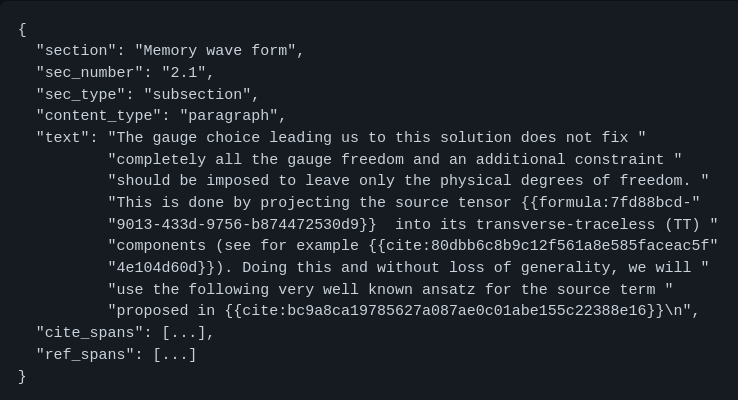 {
"section": "Memory wave form",
"sec_number": "2.1",
"sec_type": "subsection",
"content_type": "paragraph",
"text": "The gauge choice leading us to this solution does not fix "
"completely all the gauge freedom and an additional constraint "
"should be imposed to leave only the physical degrees of freedom. "
"This is done by projecting the source tensor {{formula:7fd88bcd-"
"9013-433d-9756-b874472530d9}}  into its transverse-traceless (TT) "
"components (see for example {{cite:80dbb6c8b9c12f561a8e585faceac5f"
"4e104d60d}}). Doing this and without loss of generality, we will "
"use the following very well known ansatz for the source term "
"proposed in {{cite:bc9a8ca19785627a087ae0c01abe155c22388e16}}\n",
"cite_spans": [...],
"ref_spans": [...]
}